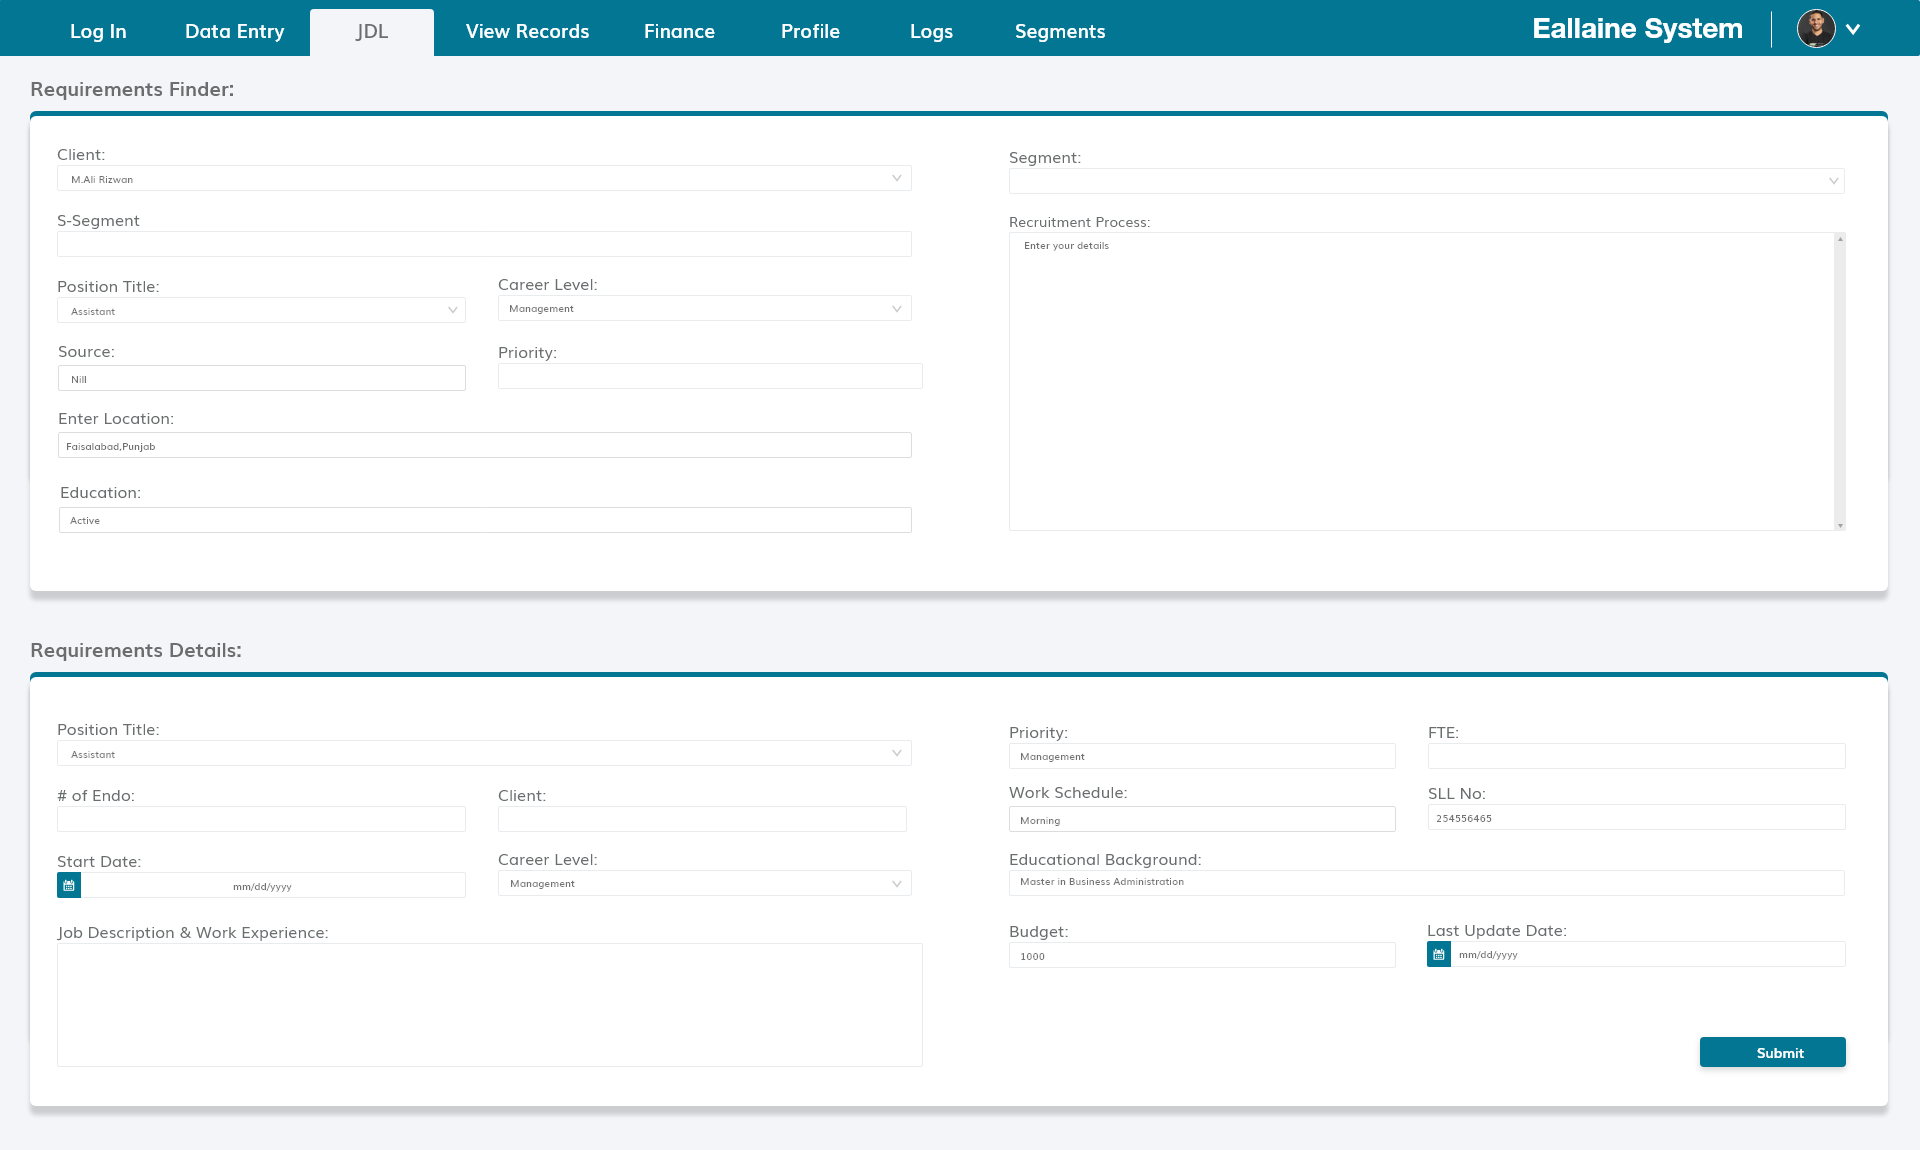 Log In
Data Entry
JDL
View Records
Finance
Profile
Logs
Segments
Eallaine System
Requirements Finder:
Client:
M.Ali Rizwan
S-Segment
Position Title:
Assistant
Career Level:
Management
Source:
Nill
Priority:
Enter Location:
Faisalabad,Punjab
Education:
Active
Segment:
Recruitment Process:
Enter your details
Requirements Details:
Position Title:
Assistant
# of Endo:
Client:
Start Date:
mm/dd/yyyy
Career Level:
Management
Job Description & Work Experience:
Priority:
Management
FTE:
Work Schedule:
Morning
SLL No:
254556465
Educational Background:
Master in Business Administration
Budget:
1000
Last Update Date:
mm/dd/yyyy
Submit